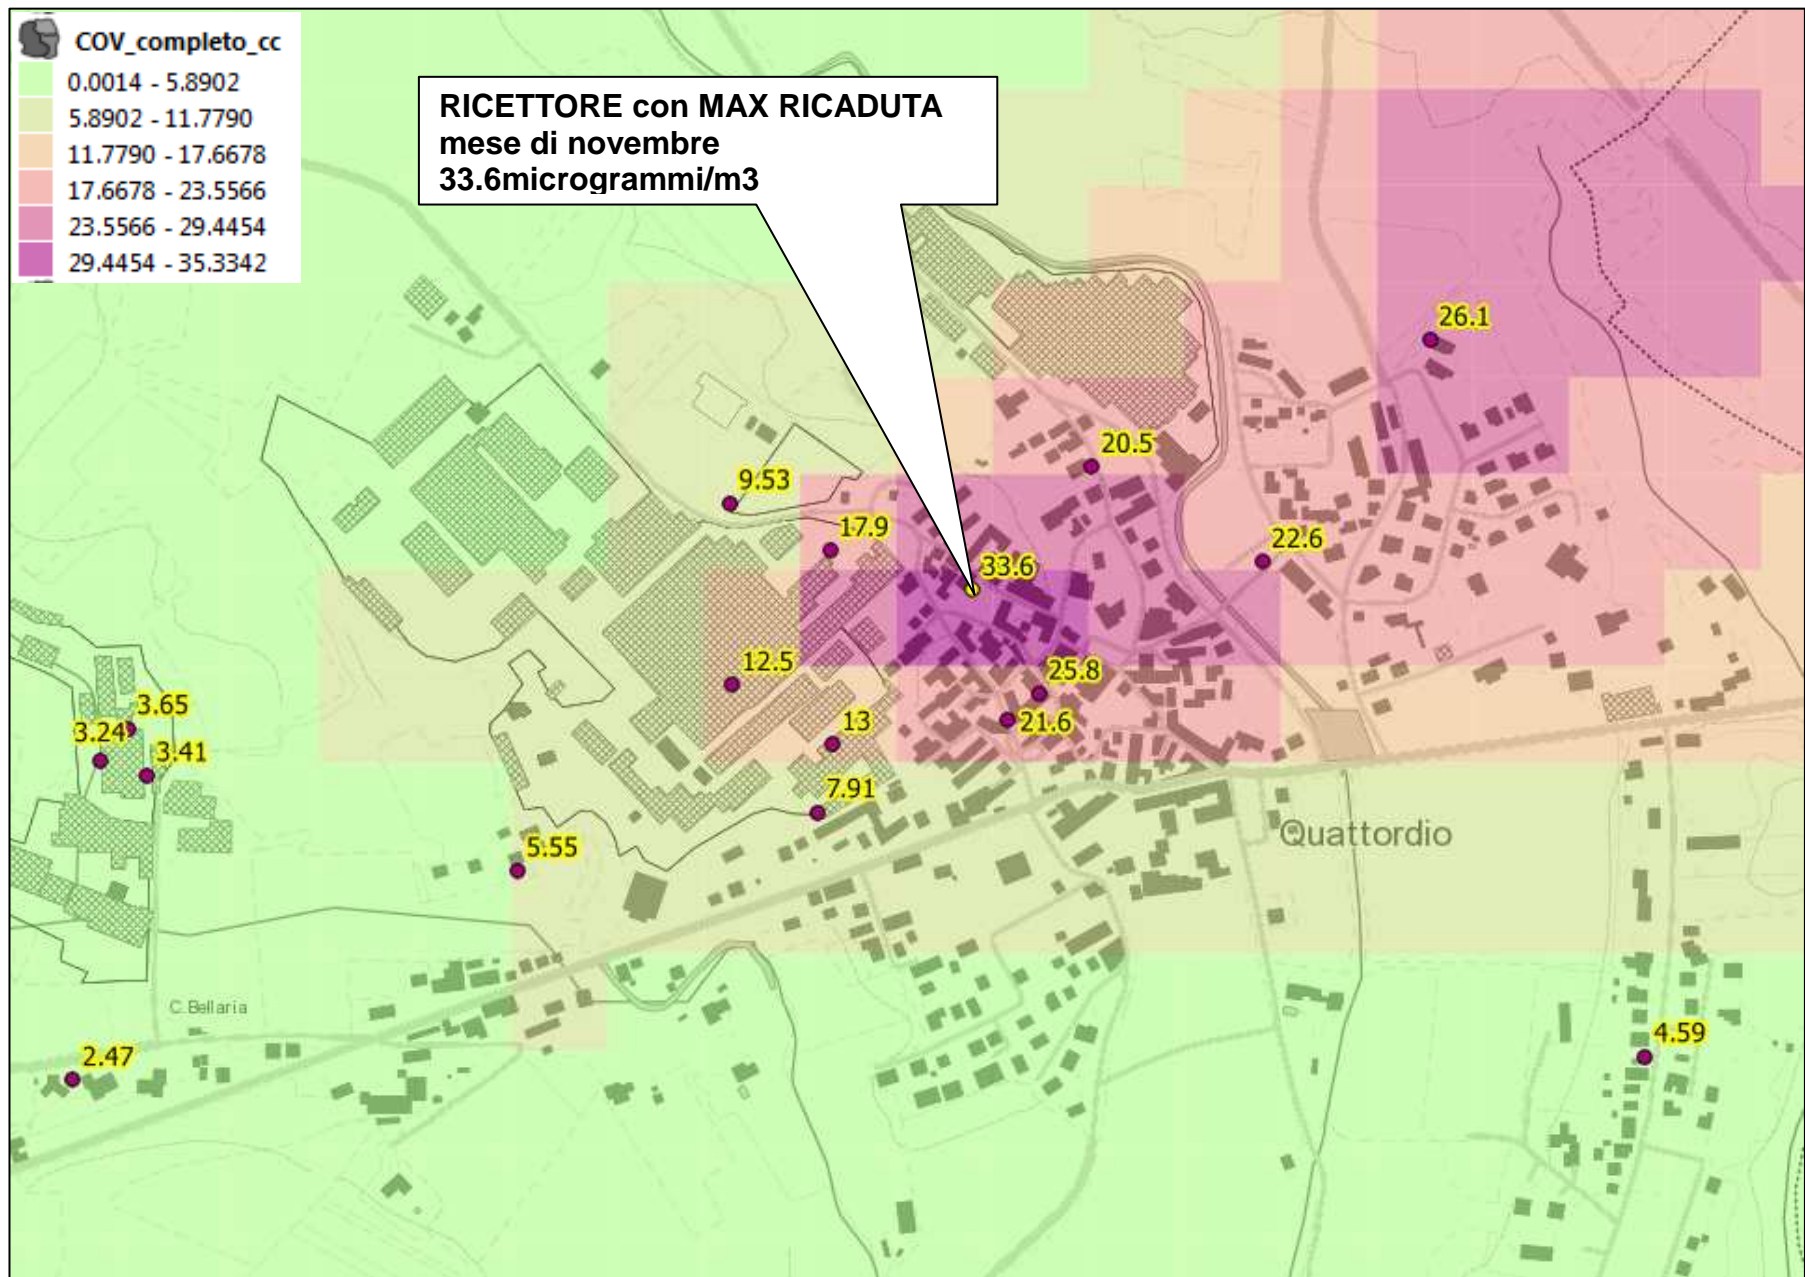 COV_completo_cc
0.0014 - 5.8902
5.8902 - 11.7790
11.7790 - 17.6678
17.6678 - 23.5566
23.5566 - 29.4454
29.4454 - 35.3342
RICETTORE con MAX RICADUTA
mese di novembre
33.6microgrammi/m3
26.1
20.5
9.53
17.9
22.6
33.6
12.5
25.8
3.65
21.6
3.24
13
3.41
7.91
Quattordio
5.55
C.Bellaria
4.59
2.47